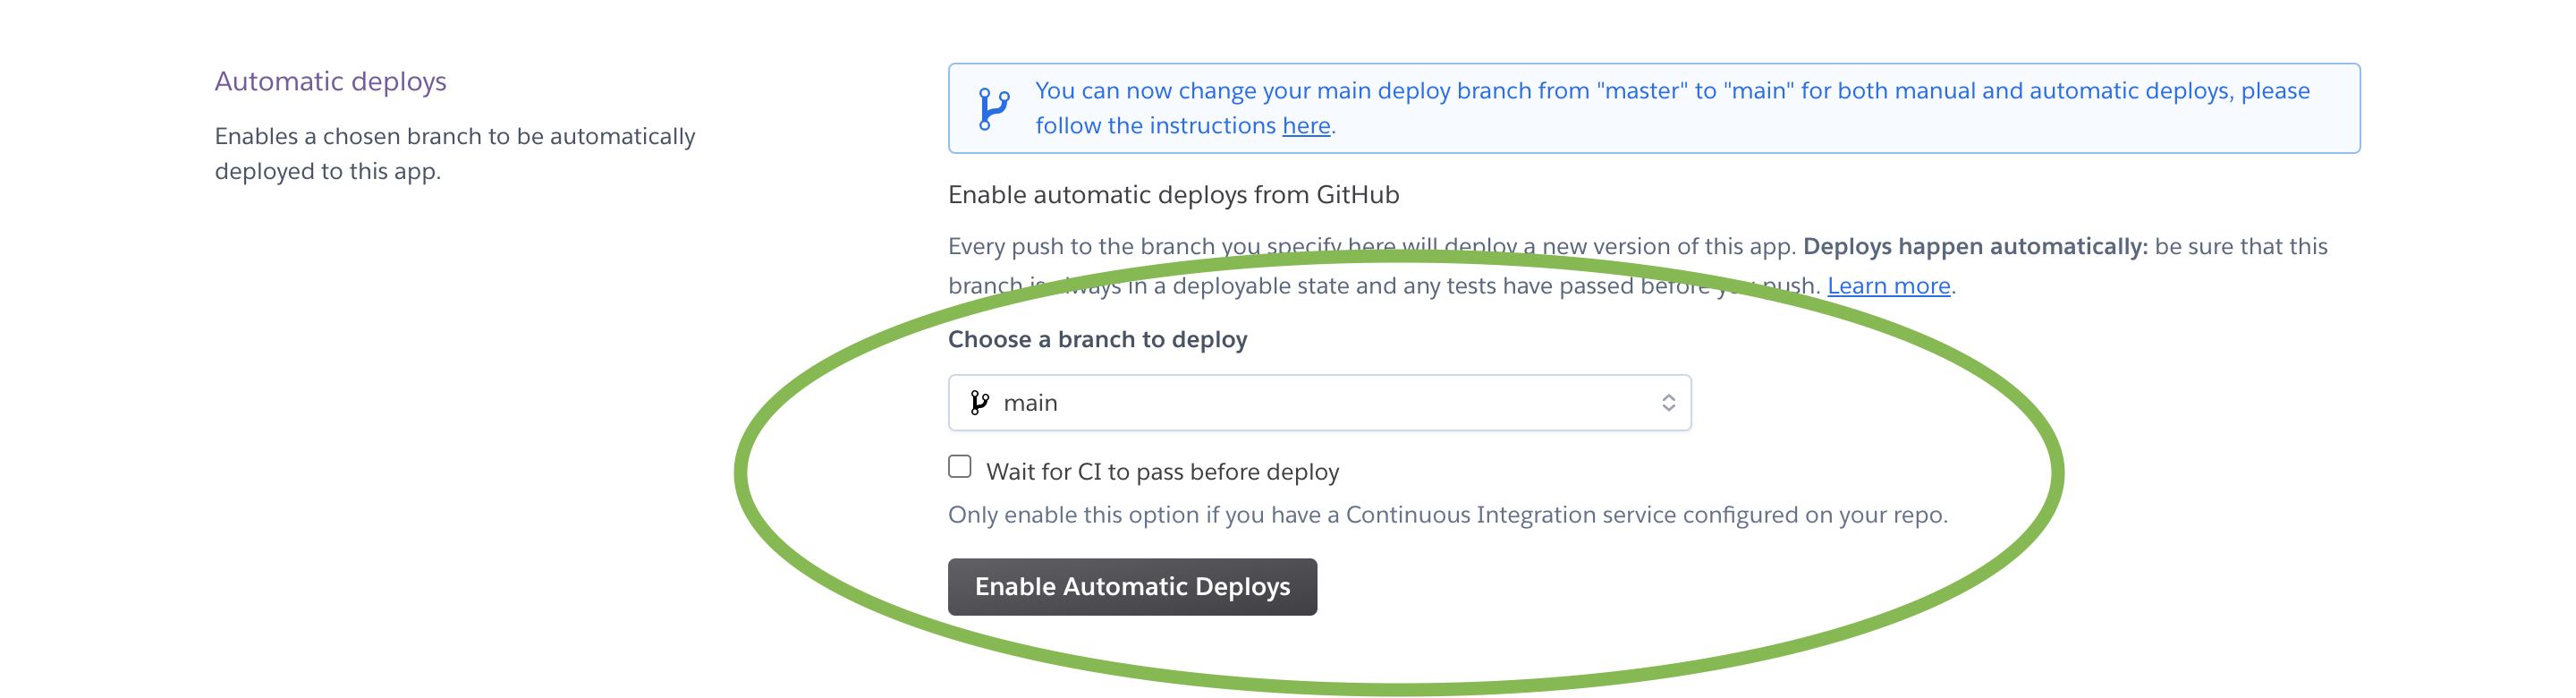 Automatic deploys
Enables a chosen branch to be automatically
deployed to this app.
You can now change your main deploy branch from "master" to "main" for both manual and automatic deploys, please
follow the instructions here.
Enable automatic deploys from GitHub
Every push to the branch you specify here will deploy a new version of this app. Deploys happen automatically: be sure that this
branch is always in a deployable state and any tests have passed before you push. Learn more.
Choose a branch to deploy
main
Wait for CI to pass before deploy
Only enable this option if you have a Continuous Integration service configured on your repo.
Enable Automatic Deploys